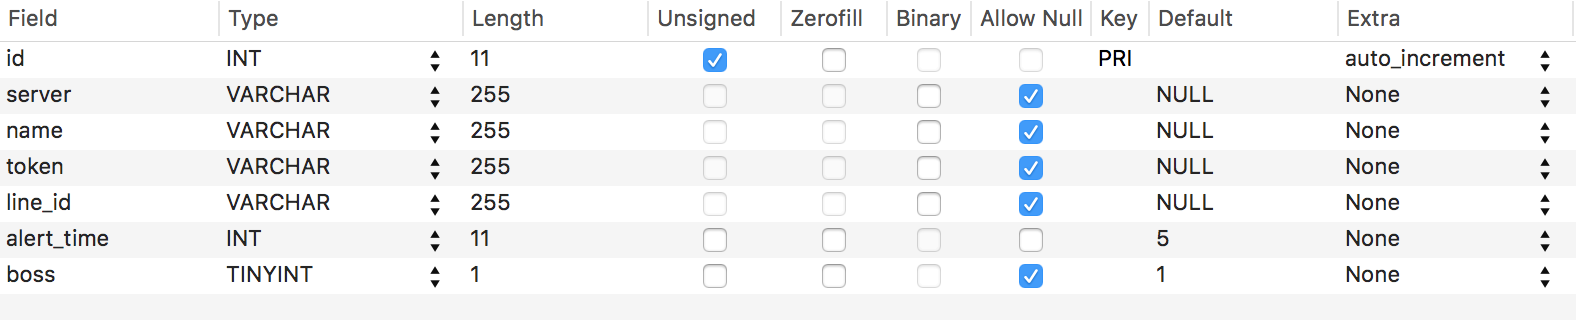 Field Type Length Unsigned Zerofill Binary Allow Null Key Default Extra
id INT 11 PRI auto_increment
server VARCHAR 255 NULL None
name VARCHAR 255 NULL None
token VARCHAR 255 NULL None
line_id VARCHAR 255 NULL None
alert_time INT 11 5 None
boss TINYINT 1 1 None